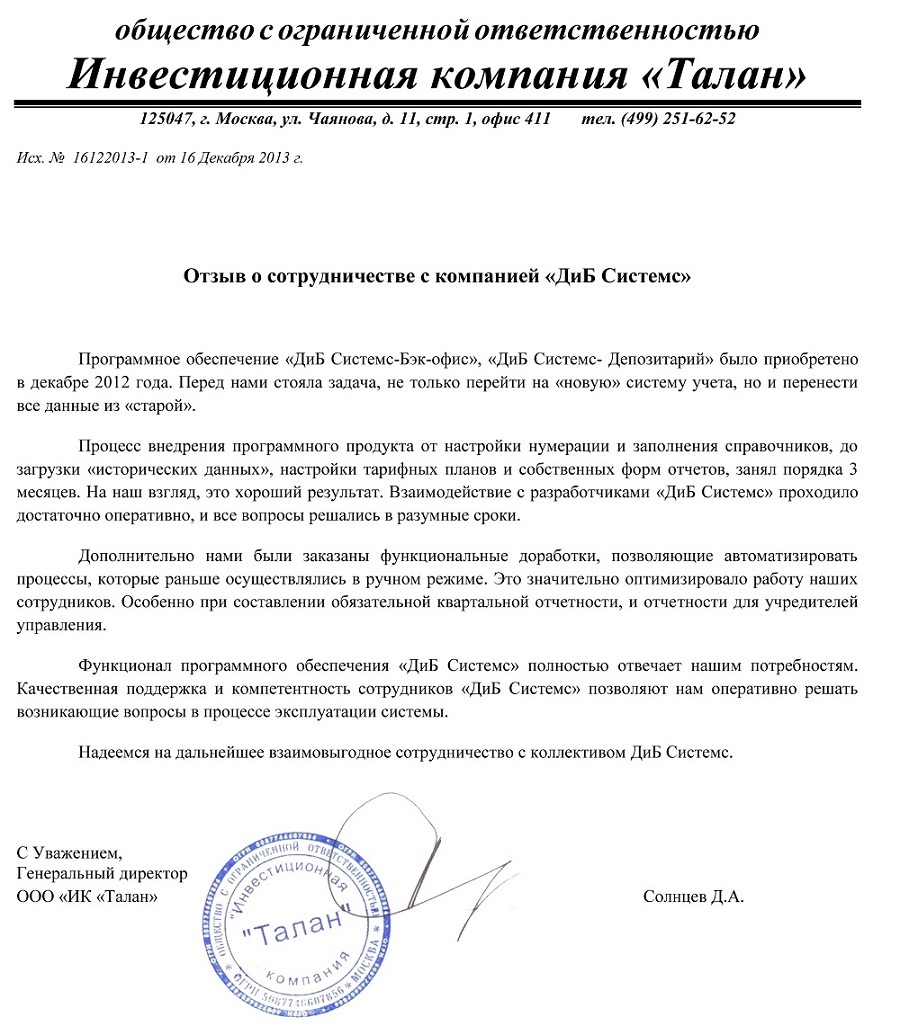 общество с ограниченной ответственностью
Инвестиционная компания «Талан»
125047, г. Москва, ул. Чаянова, д. 11, стр. 1, офис 411 тел. (499) 251-62-52
Исх. № 16122013-1 от 16 Декабря 2013 г.
Отзыв о сотрудничестве с компанией «ДиБ Системс»
Программное обеспечение «ДиБ Системс-Бэк-офис», «ДиБ Системс- Депозитарий» было приобретено
в декабре 2012 года. Перед нами стояла задача, не только перейти на «новую» систему учета, но и перенести
все данные из «старой».
Процесс внедрения программного продукта от настройки нумерации и заполнения справочников, до
загрузки «исторических данных», настройки тарифных планов и собственных форм отчетов, занял порядка 3
месяцев. На наш взгляд, это хороший результат. Взаимодействие с разработчиками «ДиБ Системс» проходило
достаточно оперативно, и все вопросы решались в разумные сроки.
Дополнительно нами были заказаны функциональные доработки, позволяющие автоматизировать
процессы, которые раньше осуществлялись в ручном режиме. Это значительно оптимизировало работу наших
сотрудников. Особенно при составлении обязательной квартальной отчетности, и отчетности для учредителей
управления.
Функционал программного обеспечения «ДиБ Системс» полностью отвечает нашим потребностям.
Качественная поддержка и компетентность сотрудников «ДиБ Системс» позволяют нам оперативно решать
возникающие вопросы в процессе эксплуатации системы.
Надеемся на дальнейшее взаимовыгодное сотрудничество с коллективом ДиБ Системс.
С Уважением,
Генеральный директор
ООО «ИК «Талан»
Солнцев Д.А.
ОБЩЕСТВО С ОГРАНИЧЕННОЙ ОТВЕТСТВЕННОСТЬЮ
* МОСКВА *
ОГРН 5087746607856
"Инвестиционная
"Талан"
компания